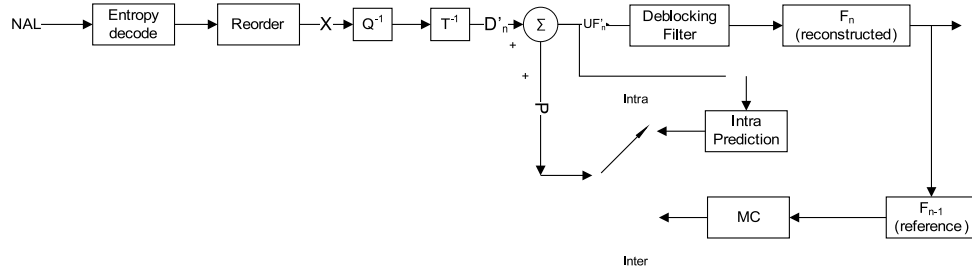 NAL
Entropy
decode
Reorder
X
Q⁻¹
T⁻¹
D'ₙ
+
+
Σ
UF'ₙ
Deblocking
Filter
Fₙ
(reconstructed)
P
Intra
Intra
Prediction
MC
Fₙ₋₁
(reference)
Inter